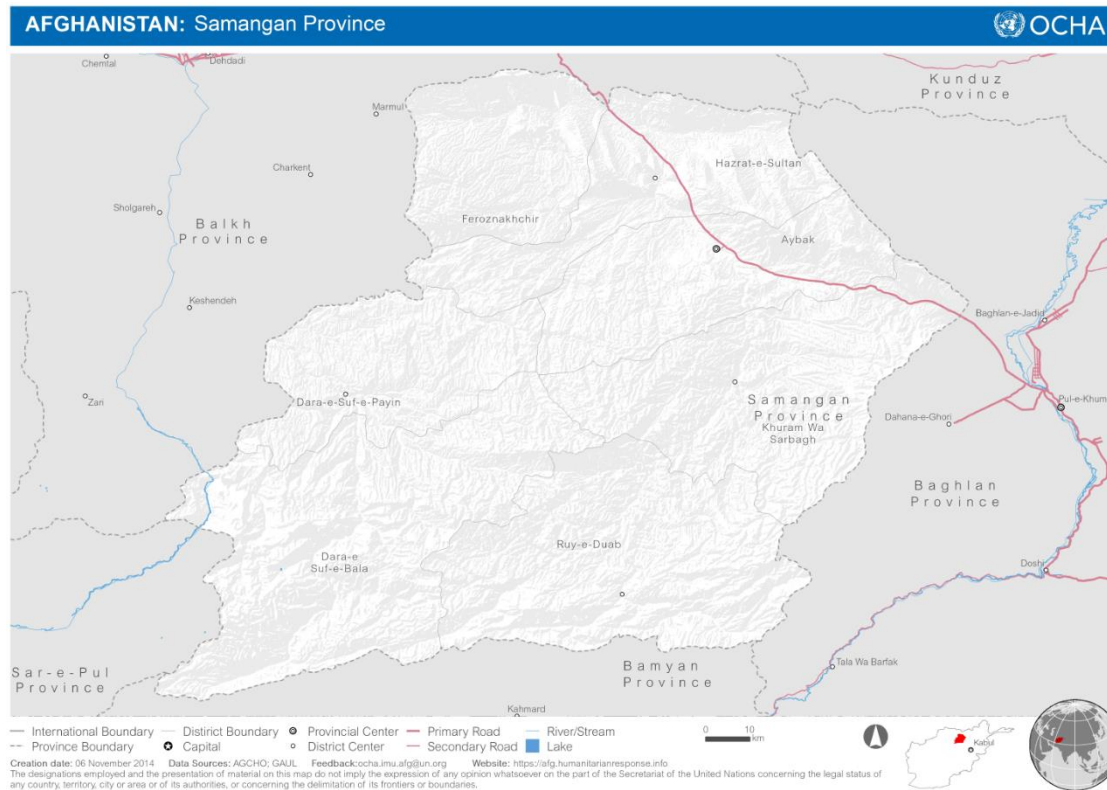 AFGHANISTAN: Samangan Province
OCHA
Chemtal
Dehdadi
Kunduz
Province
Marmul
Hazrat-e-Sultan
Charkent
Sholgareh
Feroznakhchir
Balkh
Province
Aybak
Keshendeh
Baghlan-e-Jadid
Zari
Dara-e-Suf-e-Payin
Samangan
Province
Khuram Wa
Sarbagh
Pul-e-Khum
Dahana-e-Ghori
Baghlan
Province
Ruy-e-Duab
Dara-e
Suf-e-Bala
Doshi
Sar-e-Pul
Province
Bamyan
Province
Tala Wa Barfak
Kahmard
International Boundary
District Boundary
Provincial Center
Primary Road
River/Stream
0 10
km
Province Boundary
Capital
District Center
Secondary Road
Lake
Kabul
Creation date: 06 November 2014 Data Sources: AGCHO; GAUL Feedback:ocha.imu.afg@un.org Website: https://afg.humanitarianresponse.info
The designations employed and the presentation of material on this map do not imply the expression of any opinion whatsoever on the part of the Secretariat of the United Nations concerning the legal status of
any country, territory, city or area or of its authorities, or concerning the delimitation of its frontiers or boundaries.